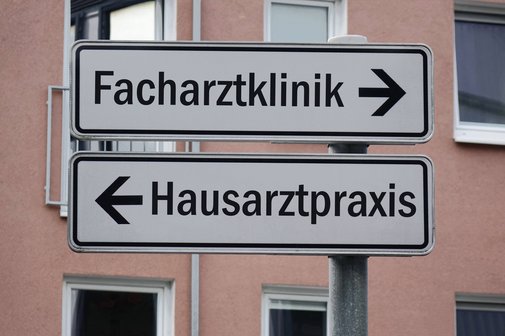 Facharztklinik →
← Hausarztpraxis